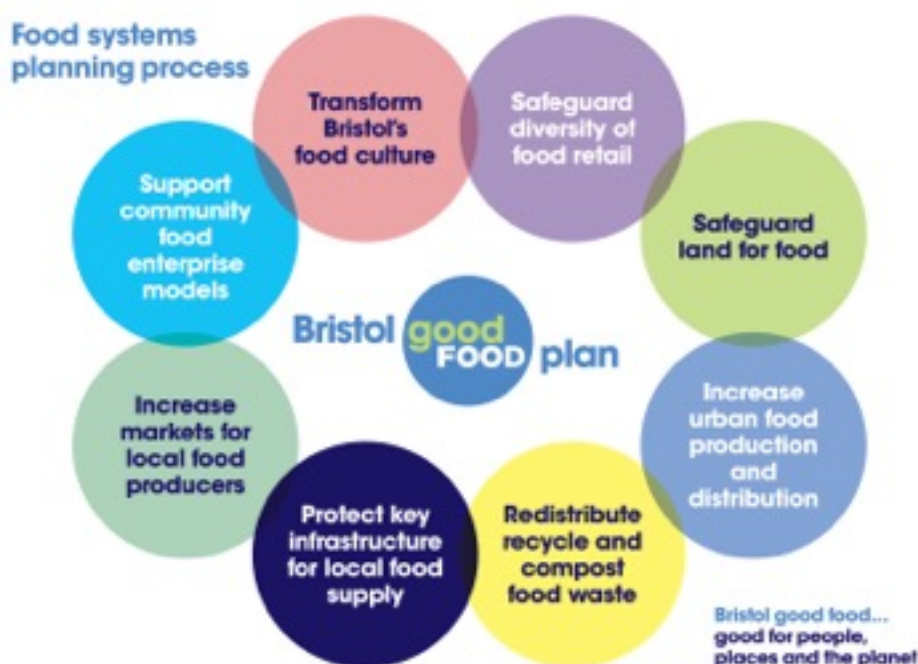 Food systems
planning process
Transform
Bristol's
food culture
Safeguard
diversity of
food retail
Safeguard
land for food
Increase
urban food
production
and
distribution
Redistribute
recycle and
compost
food waste
Protect key
infrastructure
for local food
supply
Increase
markets for
local food
producers
Support
community
food
enterprise
models
Bristol good FOOD plan
Bristol good food...
good for people,
places and the planet